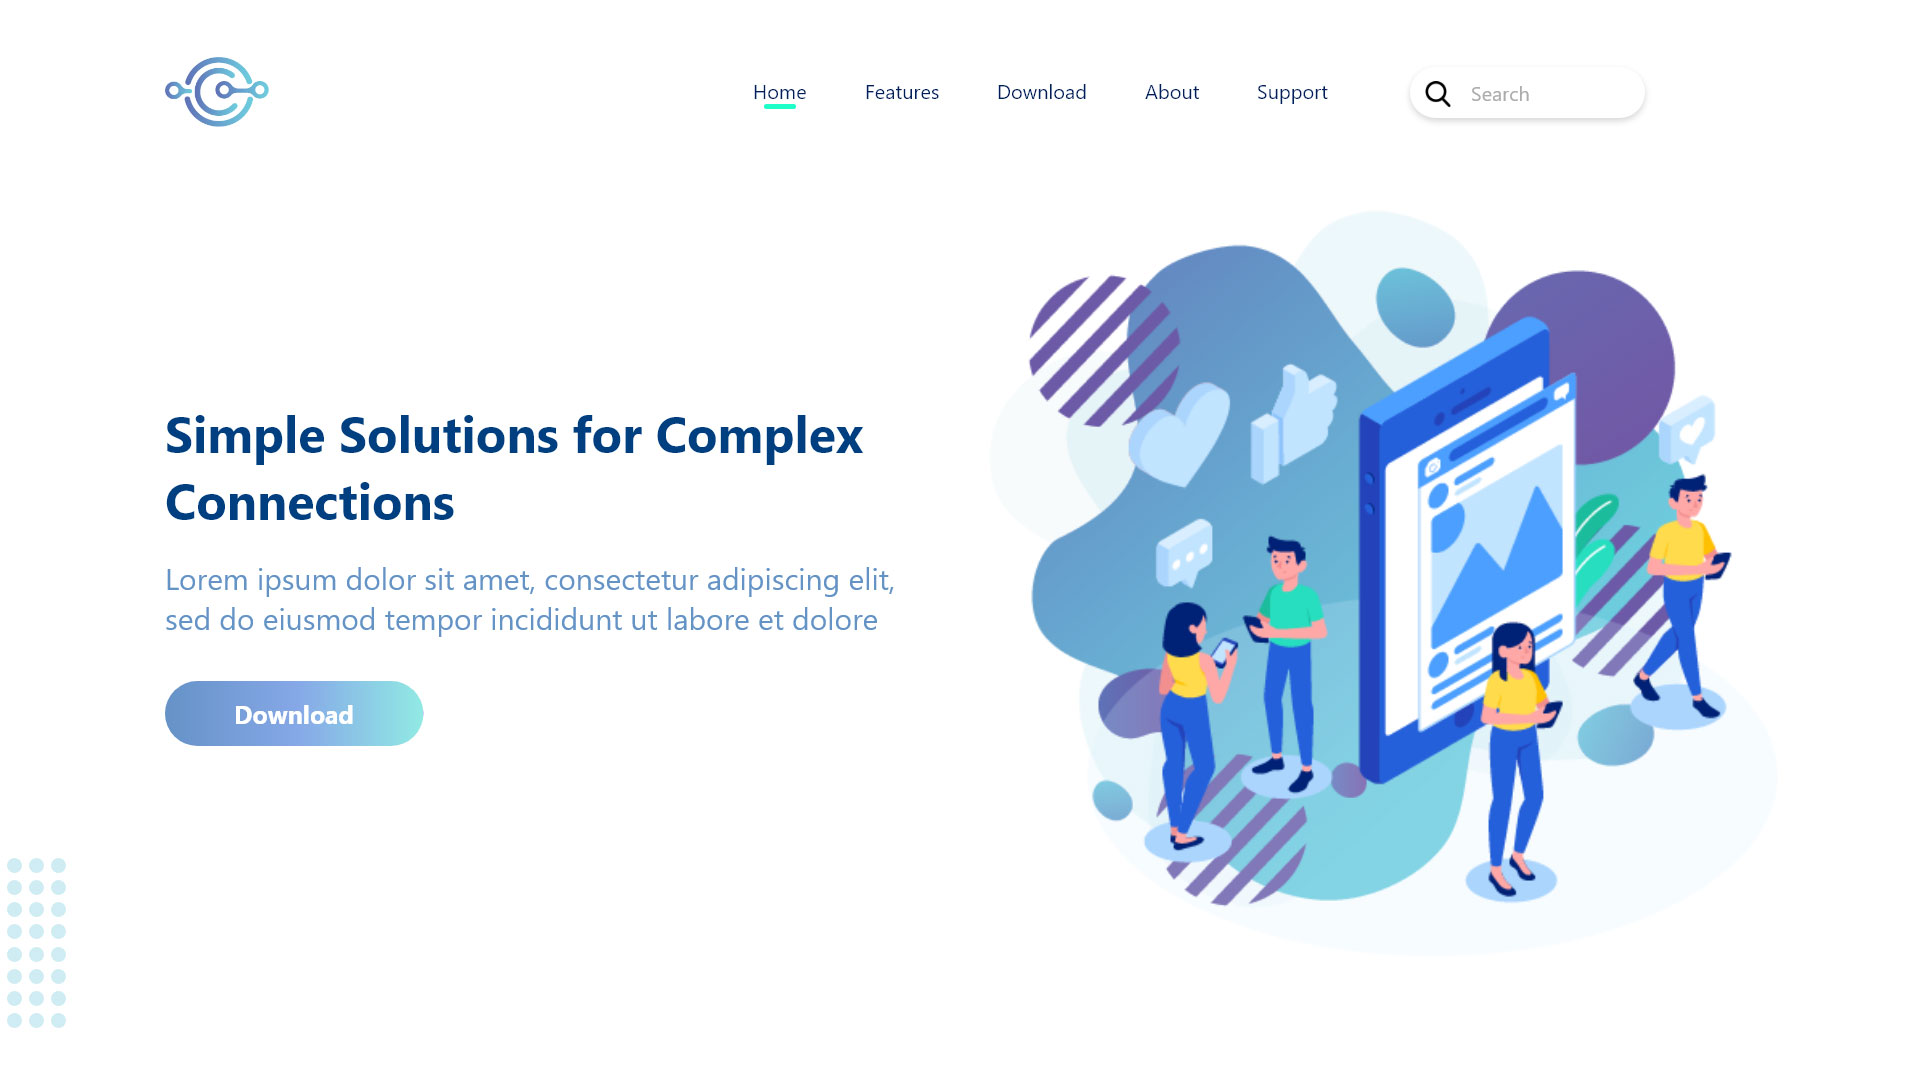 Home
Features
Download
About
Support
Search
Simple Solutions for Complex
Connections
Lorem ipsum dolor sit amet, consectetur adipiscing elit,
sed do eiusmod tempor incididunt ut labore et dolore
Download